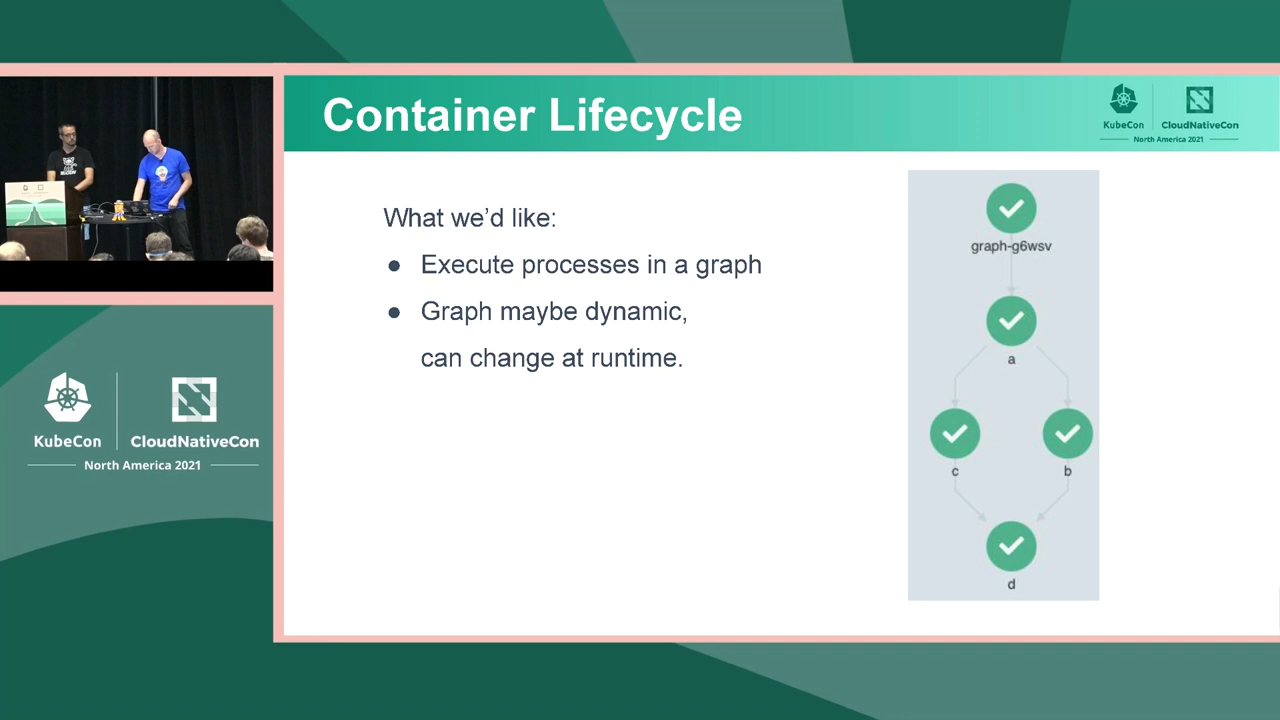 Container Lifecycle
KubeCon
CloudNativeCon
North America 2021
What we'd like:
● Execute processes in a graph
● Graph maybe dynamic,
can change at runtime.
graph-g6wsv
a
c
b
d
KubeCon
CloudNativeCon
North America 2021